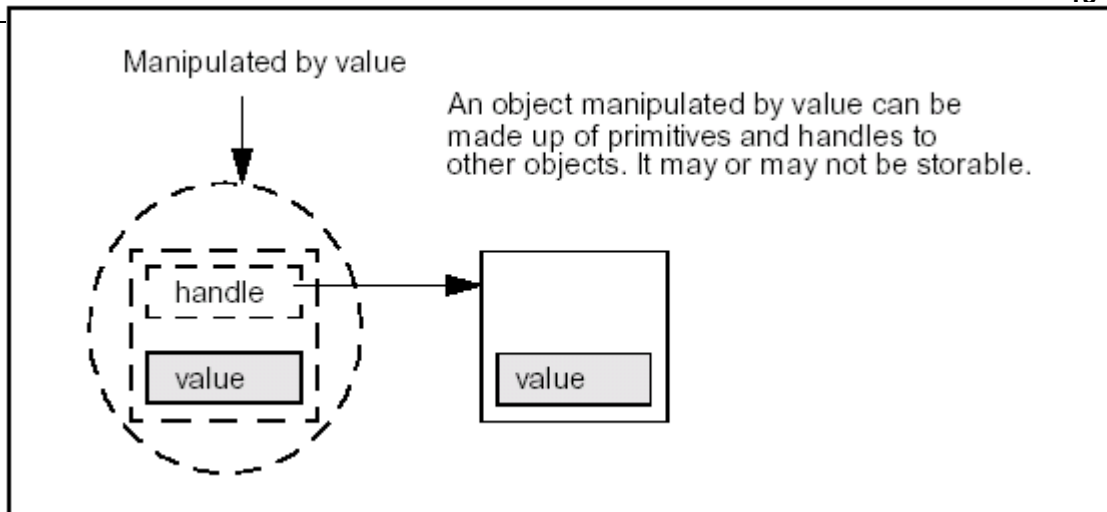 Manipulated by value
An object manipulated by value can be
made up of primitives and handles to
other objects. It may or may not be storable.
handle
value
value